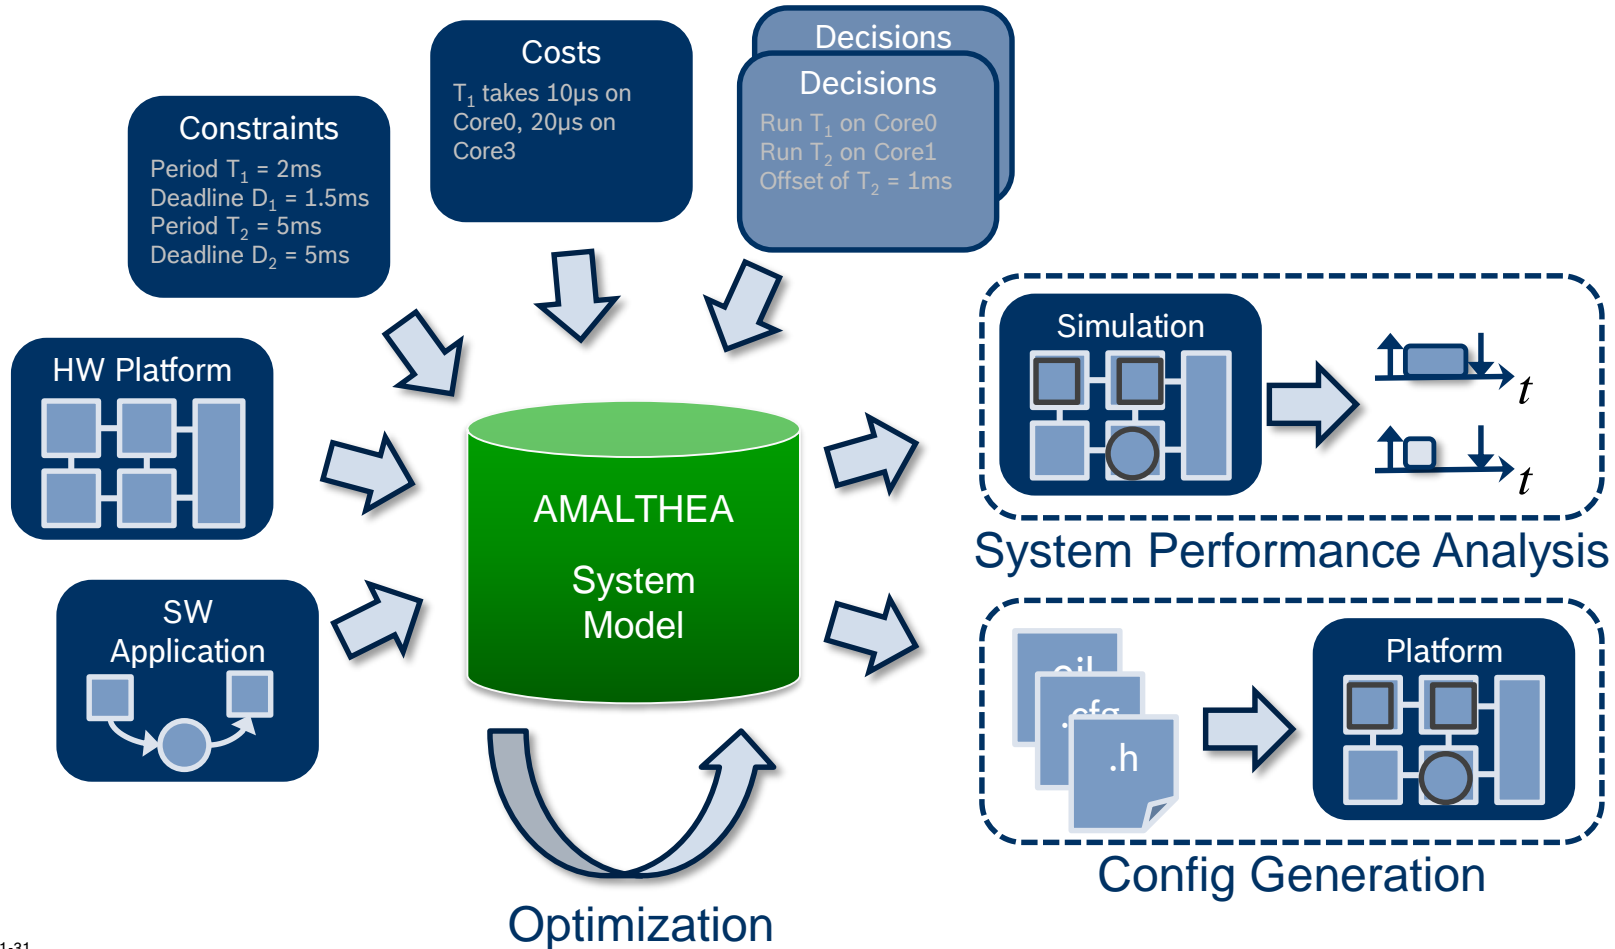 Decisions
Costs
T₁ takes 10µs on
Core0, 20µs on
Core3
Decisions
Run T₁ on Core0
Run T₂ on Core1
Offset of T₂ = 1ms
Constraints
Period T₁ = 2ms
Deadline D₁ = 1.5ms
Period T₂ = 5ms
Deadline D₂ = 5ms
HW Platform
SW
Application
AMALTHEA
System
Model
Simulation
t
t
System Performance Analysis
.cfg
.h
Platform
Config Generation
Optimization